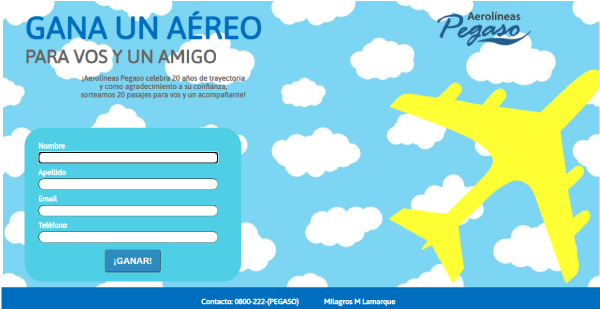 GANA UN AÉREO
PARA VOS Y UN AMIGO
¡Aerolíneas Pegaso celebra 20 años de trayectoria
y como agradecimiento a su confianza,
sorteamos 20 pasajes para vos y un acompañante!
Aerolíneas
Pegaso
Nombre
Apellido
Email
Teléfono
¡GANAR!
Contacto: 0800-222-(PEGASO) Milagros M Lamarque